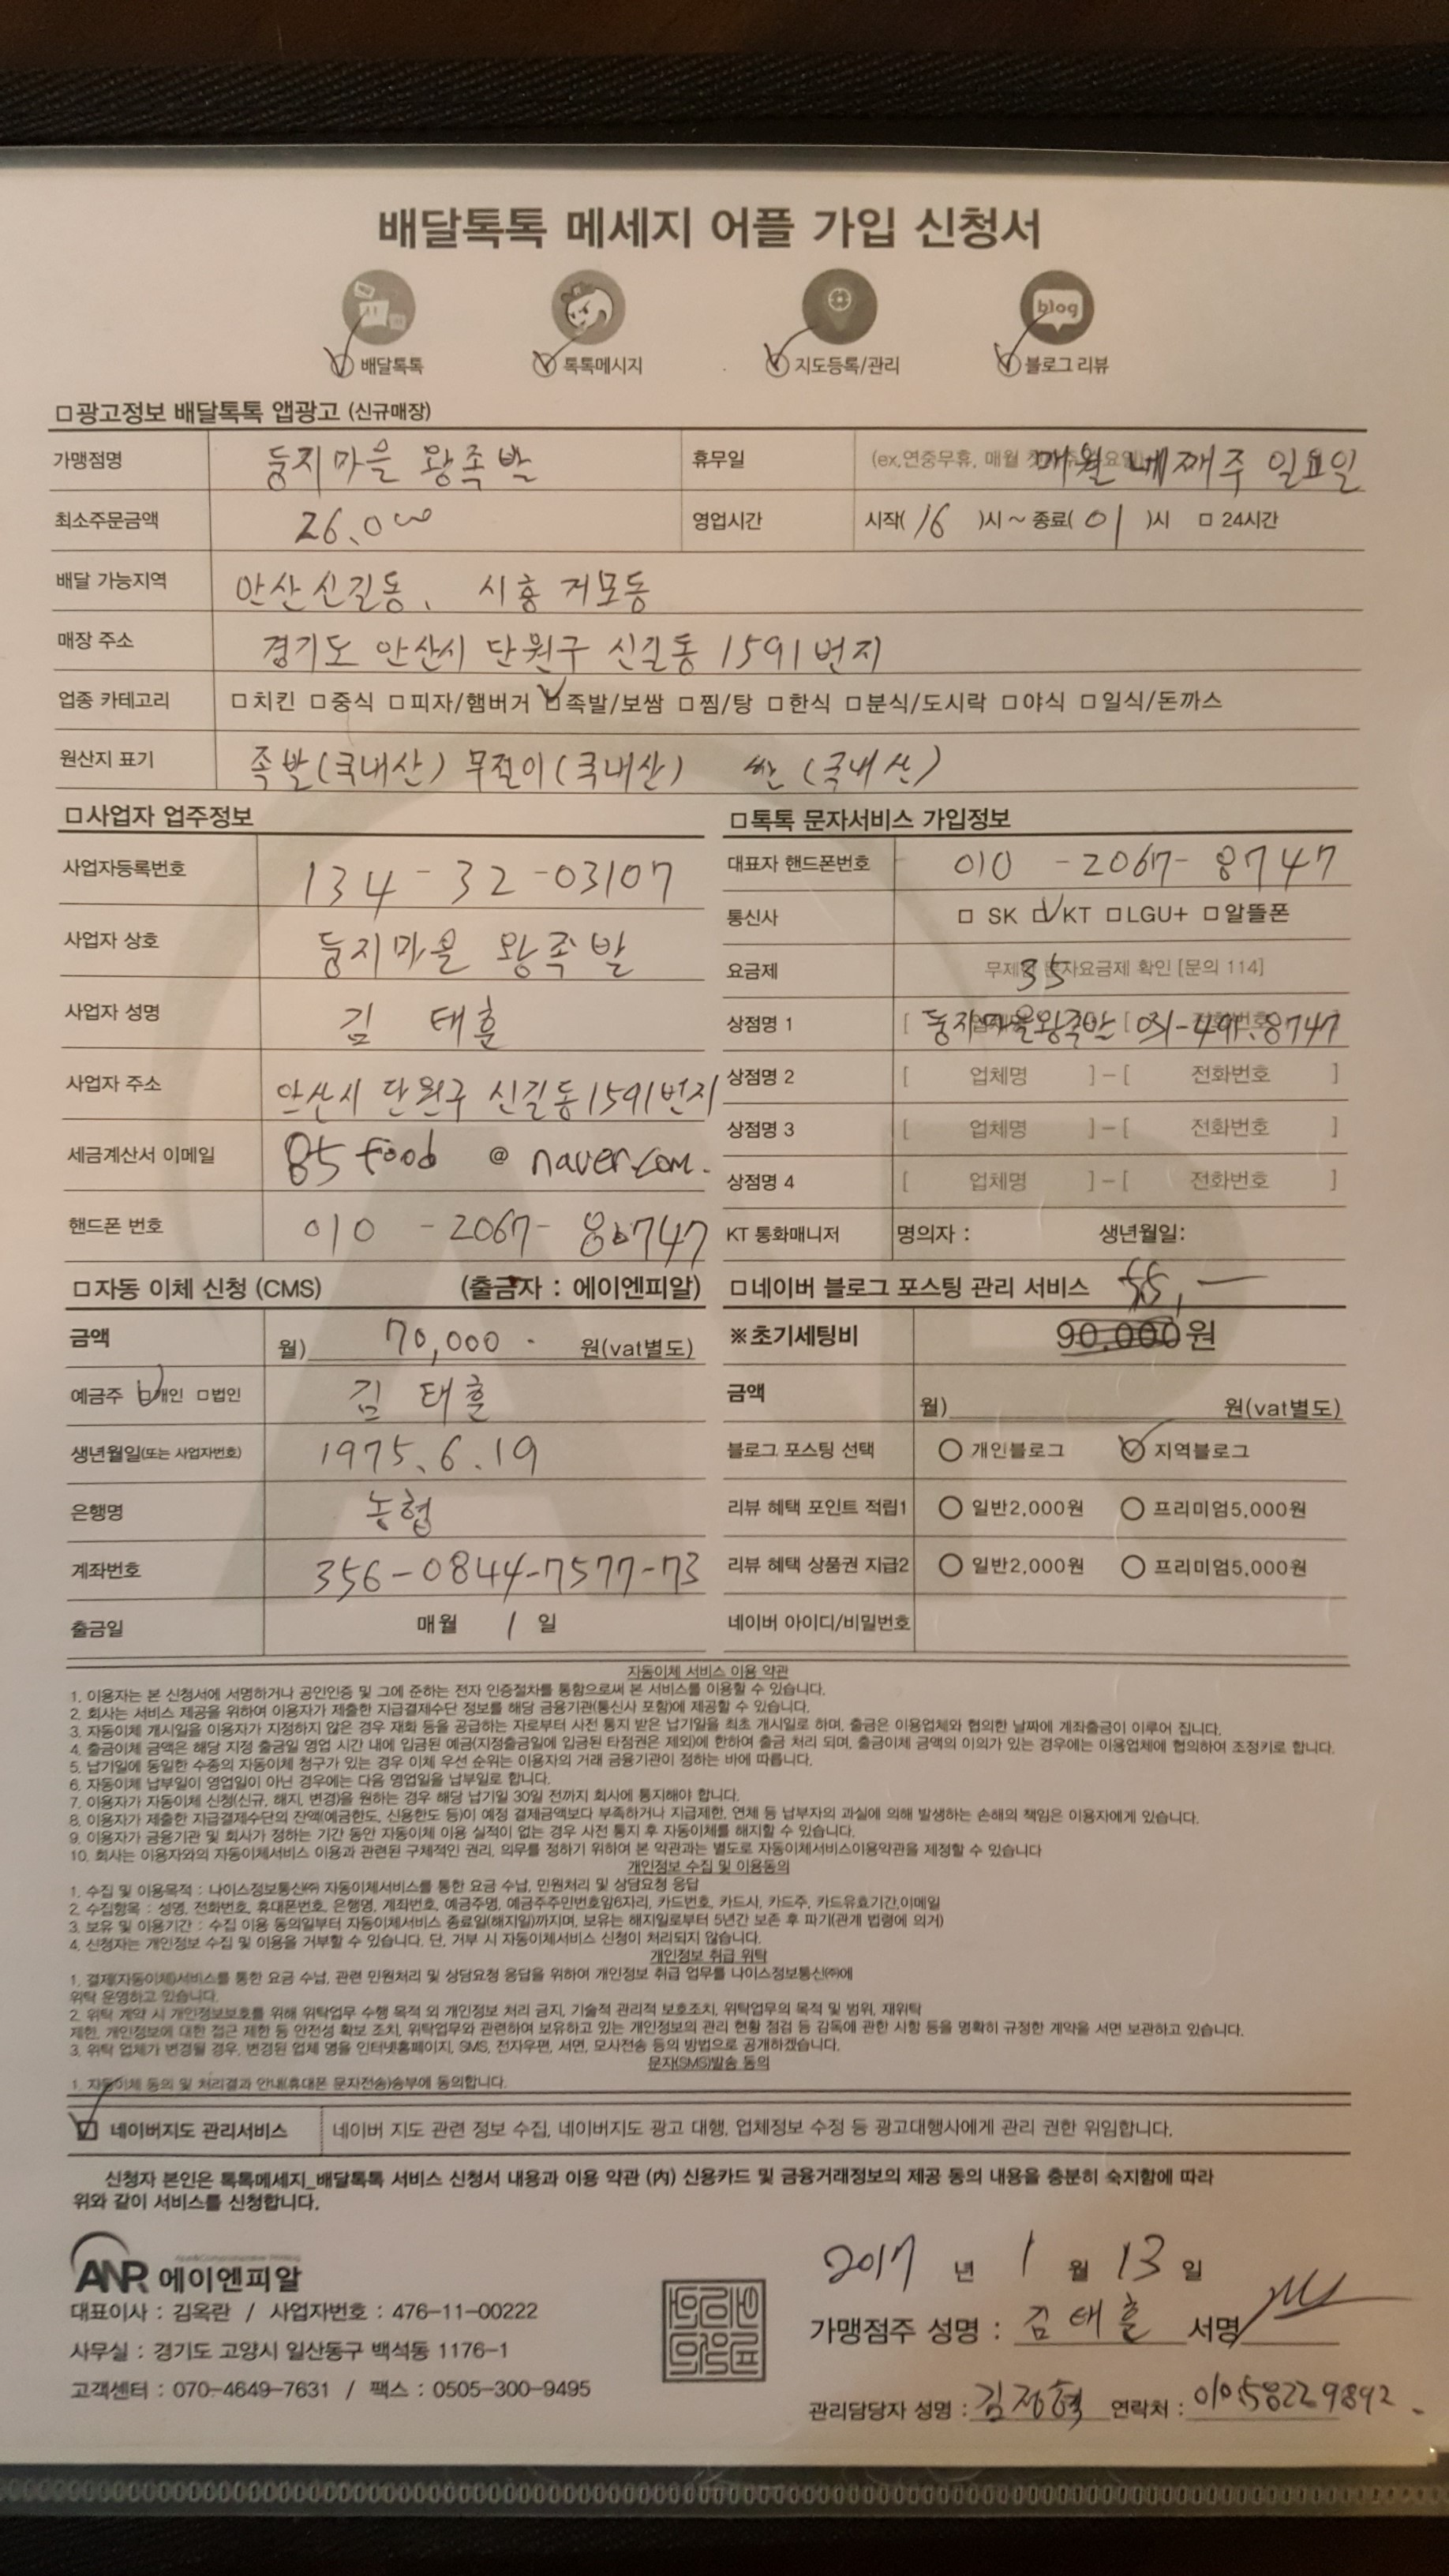 배달톡톡 메세지 어플 가입 신청서
blog
배달톡톡 톡톡메시지 지도등록/관리 블로그 리뷰
□광고정보 배달톡톡 앱광고 (신규매장)
가맹점명 둥지마을 왕족발 휴무일 (ex.연중무휴, 매월 매월 네째주 일요일
최소주문금액 26.000 영업시간 시작( 16 )시 ~ 종료( 01 )시 □ 24시간
배달 가능지역 안산신길동, 시흥 거모동
매장 주소 경기도 안산시 단원구 신길동 1591번지
업종 카테고리 □치킨 □중식 □피자/햄버거 □족발/보쌈 □찜/탕 □한식 □분식/도시락 □야식 □일식/돈까스
원산지 표기 족발(국내산) 무절이(국내산) 쌀(국내산)
□사업자 업주정보
사업자등록번호 134-32-03107
사업자 상호 둥지마을 왕족발
사업자 성명 김 태훈
사업자 주소 안산시 단원구 신길동 1591번지
세금계산서 이메일 85food @ naver.com.
핸드폰 번호 010 - 2067- 8747
□톡톡 문자서비스 가입정보
대표자 핸드폰번호 010 -2067- 8747
통신사 □ SK □KT □LGU+ □알뜰폰
요금제 35 문자요금제 확인 [문의 114]
상점명 1 [ 둥지마을왕족발 [ 031-491-8747
상점명 2 [ 업체명 ]-[ 전화번호 ]
상점명 3 [ 업체명 ]-[ 전화번호 ]
상점명 4 [ 업체명 ]-[ 전화번호 ]
KT 통화매니저 명의자 : 생년월일:
□자동 이체 신청 (CMS) (출금자 : 에이엔피알)
금액 월) 70,000 원(vat별도)
예금주 □개인 □법인 김 태훈
생년월일(또는 사업자번호) 1975. 6. 19
은행명 농협
계좌번호 356-0844-7577-73
출금일 매월 1 일
□네이버 블로그 포스팅 관리 서비스 55,—
※초기세팅비 90,000원
금액 월) 원(vat별도)
블로그 포스팅 선택 개인블로그 지역블로그
리뷰 혜택 포인트 적립1 일반2,000원 프리미엄5,000원
리뷰 혜택 상품권 지급2 일반2,000원 프리미엄5,000원
네이버 아이디/비밀번호
자동이체 서비스 이용 약관
1. 이용자는 본 신청서에 서명하거나 공인인증 및 그에 준하는 전자 인증절차를 통함으로써 본 서비스를 이용할 수 있습니다.
2. 회사는 서비스 제공을 위하여 이용자가 제출한 지급결제수단 정보를 해당 금융기관(통신사 포함)에 제공할 수 있습니다.
3. 자동이체 개시일을 이용자가 지정하지 않은 경우 재화 등을 공급하는 자로부터 사전 통지 받은 납기일을 최초 개시일로 하며, 출금은 이용업체와 협의한 날짜에 계좌출금이 이루어 집니다.
4. 출금이체 금액은 해당 지정 출금일 영업 시간 내에 입금된 예금(지정출금일에 입금된 타점권은 제외)에 한하여 출금 처리 되며, 출금이체 금액의 이의가 있는 경우에는 이용업체에 협의하여 조정키로 합니다.
5. 납기일에 동일한 수종의 자동이체 청구가 있는 경우 이체 우선 순위는 이용자의 거래 금융기관이 정하는 바에 따릅니다.
6. 자동이체 납부일이 영업일이 아닌 경우에는 다음 영업일을 납부일로 합니다.
7. 이용자가 자동이체 신청(신규, 해지, 변경)을 원하는 경우 해당 납기일 30일 전까지 회사에 통지해야 합니다.
8. 이용자가 제출한 지급결제수단의 잔액(예금한도, 신용한도 등)이 예정 결제금액보다 부족하거나 지급제한, 연체 등 납부자의 과실에 의해 발생하는 손해의 책임은 이용자에게 있습니다.
9. 이용자가 금융기관 및 회사가 정하는 기간 동안 자동이체 이용 실적이 없는 경우 사전 통지 후 자동이체를 해지할 수 있습니다.
10. 회사는 이용자와의 자동이체서비스 이용과 관련된 구체적인 권리, 의무를 정하기 위하여 본 약관과는 별도로 자동이체서비스이용약관을 제정할 수 있습니다
개인정보 수집 및 이용동의
1. 수집 및 이용목적 : 나이스정보통신㈜ 자동이체서비스를 통한 요금 수납, 민원처리 및 상담요청 응답
2. 수집항목 : 성명, 전화번호, 휴대폰번호, 은행명, 계좌번호, 예금주명, 예금주주민번호앞6자리, 카드번호, 카드사, 카드주, 카드유효기간,이메일
3. 보유 및 이용기간 : 수집 이용 동의일부터 자동이체서비스 종료일(해지일)까지며, 보유는 해지일로부터 5년간 보존 후 파기(관계 법령에 의거)
4. 신청자는 개인정보 수집 및 이용을 거부할 수 있습니다. 단, 거부 시 자동이체서비스 신청이 처리되지 않습니다.
개인정보 취급 위탁
1. 결제(자동이체)서비스를 통한 요금 수납, 관련 민원처리 및 상담요청 응답을 위하여 개인정보 취급 업무를 나이스정보통신㈜에
위탁 운영하고 있습니다.
2. 위탁 계약 시 개인정보보호를 위해 위탁업무 수행 목적 외 개인정보 처리 금지, 기술적 관리적 보호조치, 위탁업무의 목적 및 범위, 재위탁
제한, 개인정보에 대한 접근 제한 등 안전성 확보 조치, 위탁업무와 관련하여 보유하고 있는 개인정보의 관리 현황 점검 등 감독에 관한 사항 등을 명확히 규정한 계약을 서면 보관하고 있습니다.
3. 위탁 업체가 변경될 경우, 변경된 업체 명을 인터넷홈페이지, SMS, 전자우편, 서면, 모사전송 등의 방법으로 공개하겠습니다.
문자(SMS)발송 동의
1. 자동이체 동의 및 처리결과 안내(휴대폰 문자전송)송부에 동의합니다.
네이버지도 관리서비스 네이버 지도 관련 정보 수집, 네이버지도 광고 대행, 업체정보 수정 등 광고대행사에게 관리 권한 위임합니다.
신청자 본인은 톡톡메세지_배달톡톡 서비스 신청서 내용과 이용 약관 (內) 신용카드 및 금융거래정보의 제공 동의 내용을 충분히 숙지함에 따라
위와 같이 서비스를 신청합니다.
ANR 에이엔피알
대표이사 : 김옥란 / 사업자번호 : 476-11-00222
사무실 : 경기도 고양시 일산동구 백석동 1176-1
고객센터 : 070-4649-7631 / 팩스 : 0505-300-9495
2017 년 1 월 13 일
가맹점주 성명 : 김태훈 서명
관리담당자 성명 : 김정혁 연락처 : 01058229892